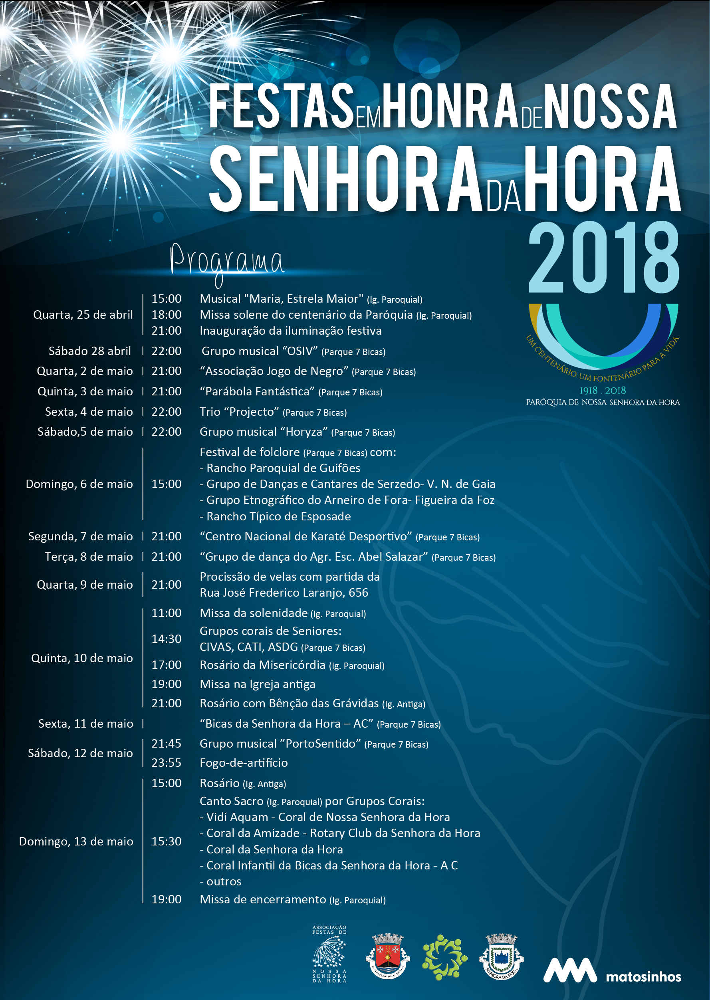 FESTAS EM HONRA DE NOSSA
SENHORA DA HORA
2018
Programa
Quarta, 25 de abril
15:00 Musical "Maria, Estrela Maior" (Ig. Paroquial)
18:00 Missa solene do centenário da Paróquia (Ig. Paroquial)
21:00 Inauguração da iluminação festiva
Sábado 28 abril 22:00 Grupo musical “OSIV” (Parque 7 Bicas)
Quarta, 2 de maio 21:00 “Associação Jogo de Negro” (Parque 7 Bicas)
Quinta, 3 de maio 21:00 “Parábola Fantástica” (Parque 7 Bicas)
Sexta, 4 de maio 22:00 Trio “Projecto” (Parque 7 Bicas)
Sábado,5 de maio 22:00 Grupo musical “Horyza” (Parque 7 Bicas)
Domingo, 6 de maio 15:00
Festival de folclore (Parque 7 Bicas) com:
- Rancho Paroquial de Guifões
- Grupo de Danças e Cantares de Serzedo- V. N. de Gaia
- Grupo Etnográfico do Arneiro de Fora- Figueira da Foz
- Rancho Típico de Esposade
Segunda, 7 de maio 21:00 “Centro Nacional de Karaté Desportivo” (Parque 7 Bicas)
Terça, 8 de maio 21:00 “Grupo de dança do Agr. Esc. Abel Salazar” (Parque 7 Bicas)
Quarta, 9 de maio 21:00
Procissão de velas com partida da
Rua José Frederico Laranjo, 656
Quinta, 10 de maio
11:00 Missa da solenidade (Ig. Paroquial)
14:30 Grupos corais de Seniores:
CIVAS, CATI, ASDG (Parque 7 Bicas)
17:00 Rosário da Misericórdia (Ig. Paroquial)
19:00 Missa na Igreja antiga
21:00 Rosário com Bênção das Grávidas (Ig. Antiga)
Sexta, 11 de maio “Bicas da Senhora da Hora – AC” (Parque 7 Bicas)
Sábado, 12 de maio
21:45 Grupo musical ”PortoSentido” (Parque 7 Bicas)
23:55 Fogo-de-artifício
Domingo, 13 de maio
15:00 Rosário (Ig. Antiga)
15:30 Canto Sacro (Ig. Paroquial) por Grupos Corais:
- Vidi Aquam - Coral de Nossa Senhora da Hora
- Coral da Amizade - Rotary Club da Senhora da Hora
- Coral da Senhora da Hora
- Coral Infantil da Bicas da Senhora da Hora - A C
- outros
19:00 Missa de encerramento (Ig. Paroquial)
UM CENTENÁRIO. UM FONTENÁRIO PARA A VIDA.
1918 . 2018
PARÓQUIA DE NOSSA SENHORA DA HORA
ASSOCIAÇÃO
FESTAS DE
NOSSA
SENHORA
DA HORA
SENHORA DA HORA
matosinhos